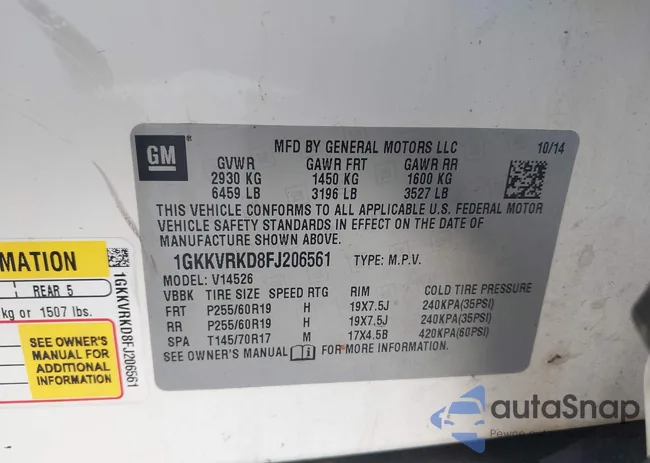 GM
MFD BY GENERAL MOTORS LLC 10/14
GVWR GAWR FRT GAWR RR
2930 KG 1450 KG 1600 KG
6459 LB 3196 LB 3527 LB
THIS VEHICLE CONFORMS TO ALL APPLICABLE U.S. FEDERAL MOTOR
VEHICLE SAFETY STANDARDS IN EFFECT ON THE DATE OF
MANUFACTURE SHOWN ABOVE.
1GKKVRKD8FJ206561 TYPE: M.P.V.
MODEL: V14526
VBBK TIRE SIZE SPEED RTG RIM COLD TIRE PRESSURE
FRT P255/60R19 H 19X7.5J 240KPA(35PSI)
RR P255/60R19 H 19X7.5J 240KPA(35PSI)
SPA T145/70R17 M 17X4.5B 420KPA(60PSI)
SEE OWNER'S MANUAL i FOR MORE INFORMATION.
MATION
REAR 5
kg or 1507 lbs.
SEE OWNER'S
MANUAL FOR
ADDITIONAL
INFORMATION
1GKKVRKD8FJ206561
autoSnap